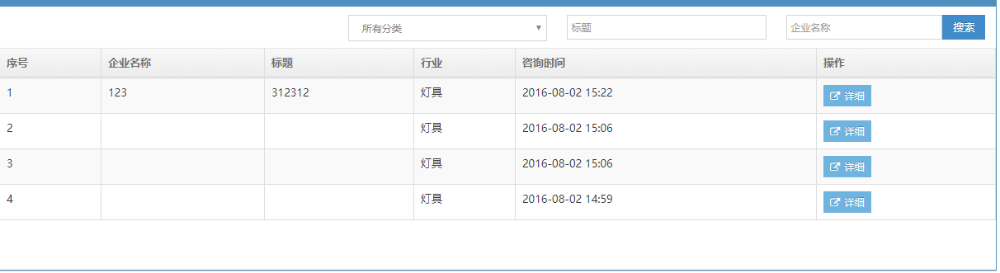 所有分类 标题 企业名称 搜索
序号 企业名称 标题 行业 咨询时间 操作
1 123 312312 灯具 2016-08-02 15:22 详细
2 灯具 2016-08-02 15:06 详细
3 灯具 2016-08-02 15:06 详细
4 灯具 2016-08-02 14:59 详细